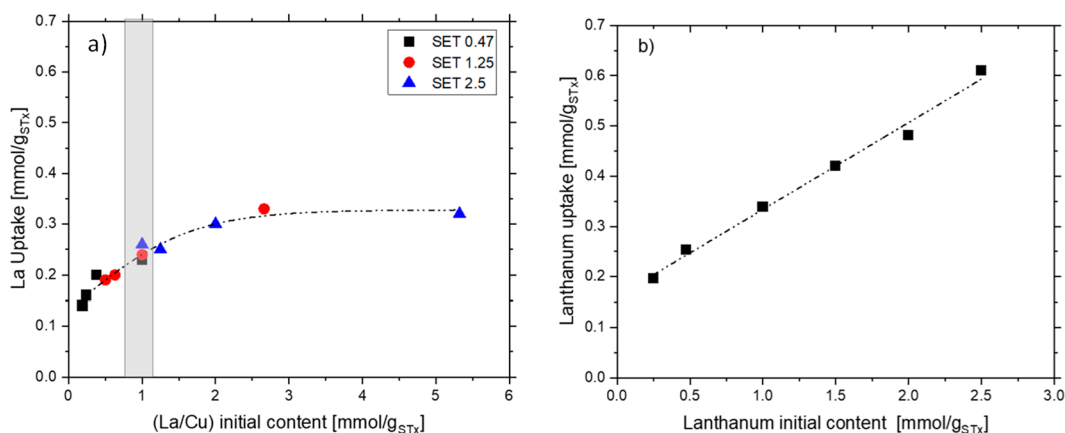 a)
SET 0.47
SET 1.25
SET 2.5
La Uptake [mmol/g_STx]
0.7
0.6
0.5
0.4
0.3
0.2
0.1
0.0
0 1 2 3 4 5 6
(La/Cu) initial content [mmol/g_STx]
b)
Lanthanum uptake [mmol/g_STx]
0.7
0.6
0.5
0.4
0.3
0.2
0.1
0.0
0.0 0.5 1.0 1.5 2.0 2.5 3.0
Lanthanum initial content [mmol/g_STx]